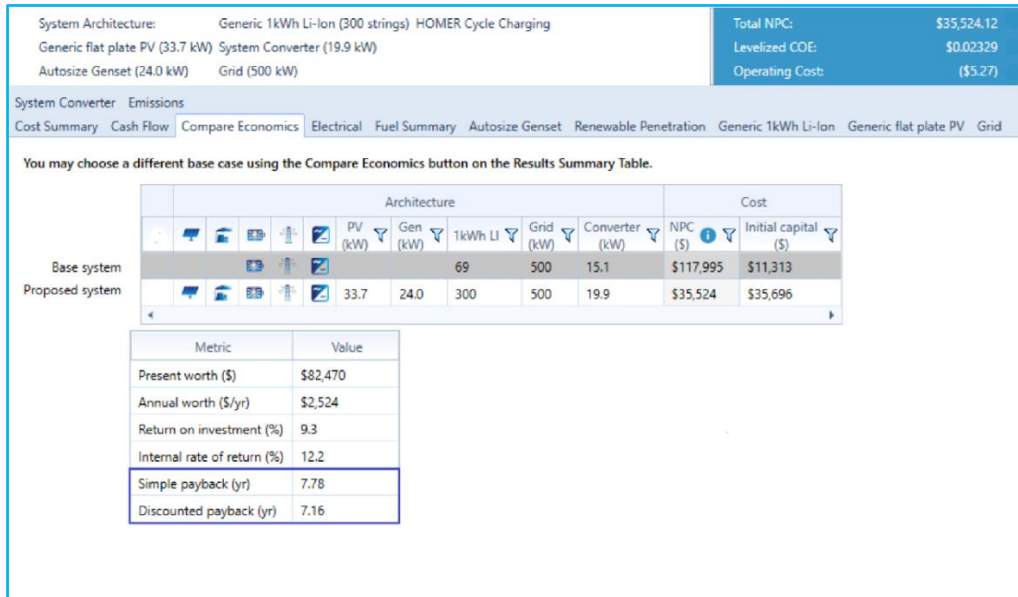 System Architecture: Generic 1kWh Li-Ion (300 strings) HOMER Cycle Charging
Generic flat plate PV (33.7 kW) System Converter (19.9 kW)
Autosize Genset (24.0 kW) Grid (500 kW)
Total NPC: $35,524.12
Levelized COE: $0.02329
Operating Cost: ($5.27)
System Converter Emissions
Cost Summary Cash Flow Compare Economics Electrical Fuel Summary Autosize Genset Renewable Penetration Generic 1kWh Li-Ion Generic flat plate PV Grid
You may choose a different base case using the Compare Economics button on the Results Summary Table.
Architecture Cost
PV (kW) Gen (kW) 1kWh LI Grid (kW) Converter (kW) NPC ($) Initial capital ($)
Base system 69 500 15.1 $117,995 $11,313
Proposed system 33.7 24.0 300 500 19.9 $35,524 $35,696
Metric Value
Present worth ($) $82,470
Annual worth ($/yr) $2,524
Return on investment (%) 9.3
Internal rate of return (%) 12.2
Simple payback (yr) 7.78
Discounted payback (yr) 7.16